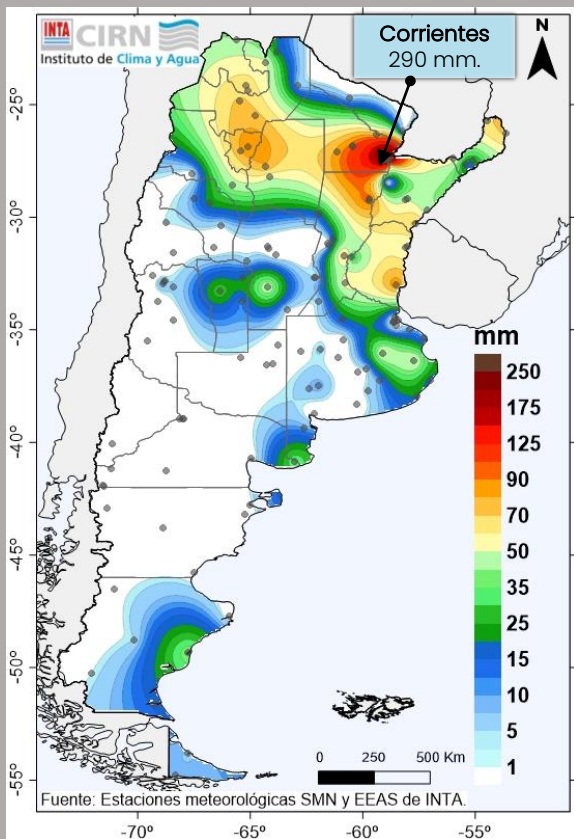 INTA CIRN
Instituto de Clima y Agua
Corrientes
290 mm.
N
25°
30°
35°
40°
45°
50°
55°
mm
250
175
125
90
70
50
35
25
15
10
5
1
0 250 500 Km
Fuente: Estaciones meteorológicas SMN y EEAS de INTA.
-70° -65° -60° -55°